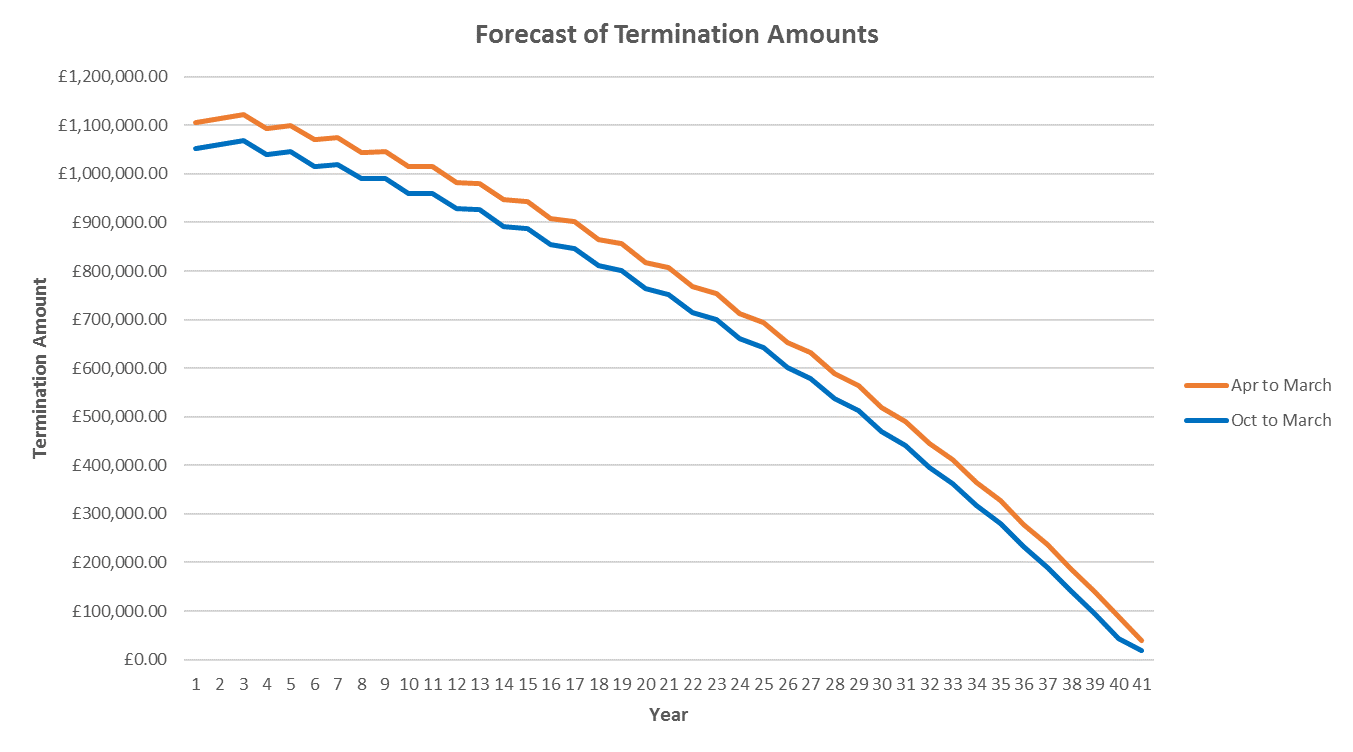 Forecast of Termination Amounts
£1,200,000.00
£1,100,000.00
£1,000,000.00
£900,000.00
£800,000.00
£700,000.00
£600,000.00
£500,000.00
£400,000.00
£300,000.00
£200,000.00
£100,000.00
£0.00
Termination Amount
1 2 3 4 5 6 7 8 9 10 11 12 13 14 15 16 17 18 19 20 21 22 23 24 25 26 27 28 29 30 31 32 33 34 35 36 37 38 39 40 41
Year
Apr to March
Oct to March